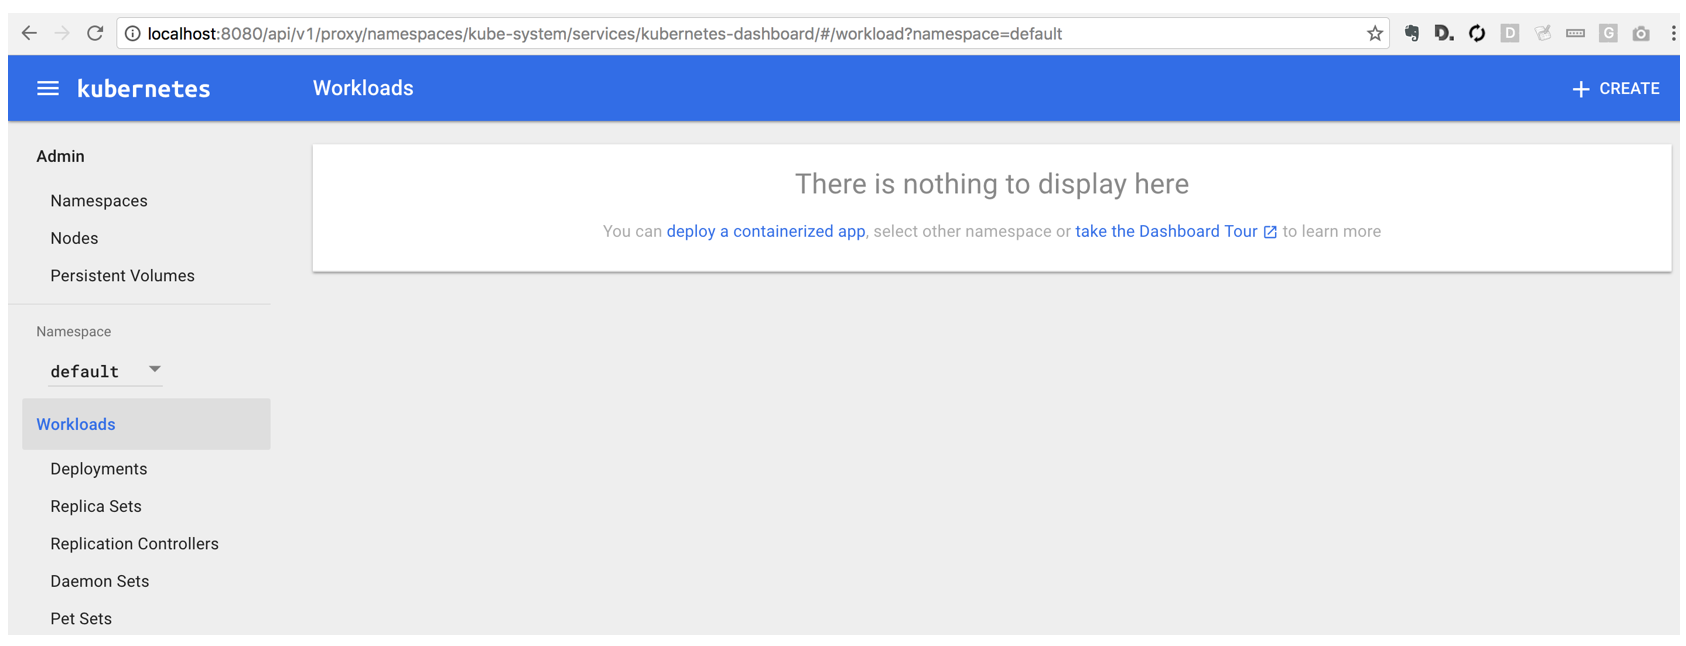 localhost:8080/api/v1/proxy/namespaces/kube-system/services/kubernetes-dashboard/#/workload?namespace=default
D.
D
G
kubernetes
Workloads
CREATE
Admin
Namespaces
Nodes
Persistent Volumes
Namespace
default
Workloads
Deployments
Replica Sets
Replication Controllers
Daemon Sets
Pet Sets
There is nothing to display here
You can deploy a containerized app, select other namespace or take the Dashboard Tour to learn more